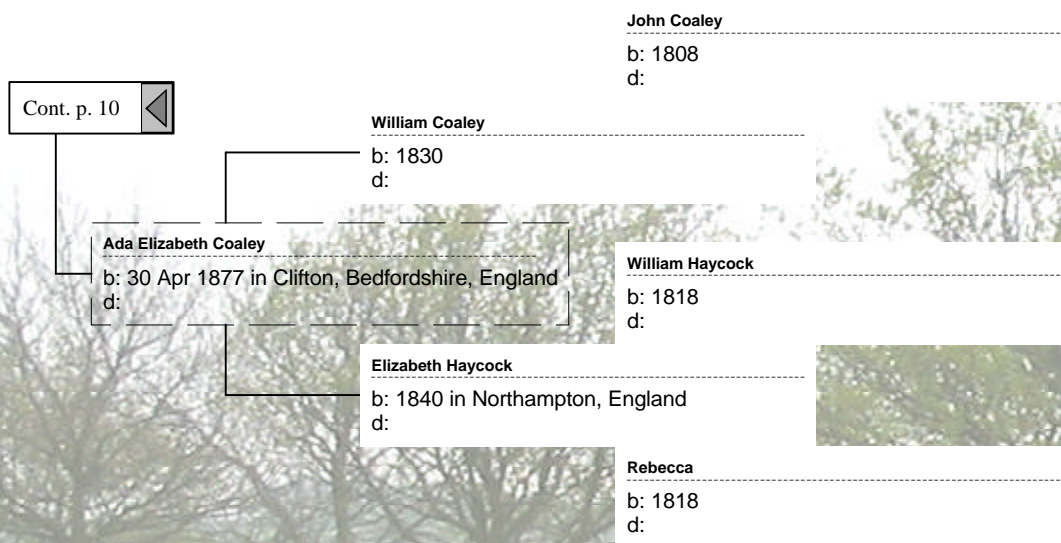 John Coaley
b: 1808
d:
Cont. p. 10
William Coaley
b: 1830
d:
Ada Elizabeth Coaley
b: 30 Apr 1877 in Clifton, Bedfordshire, England
d:
William Haycock
b: 1818
d:
Elizabeth Haycock
b: 1840 in Northampton, England
d:
Rebecca
b: 1818
d: